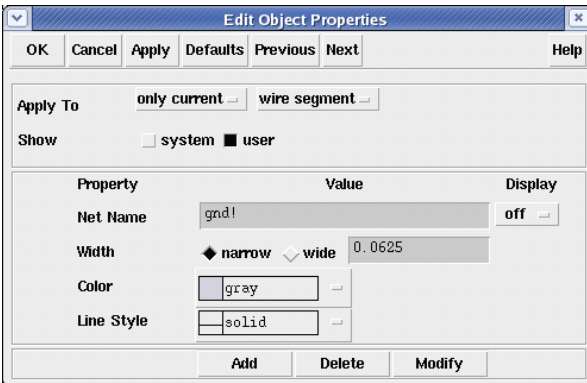 Edit Object Properties
OK Cancel Apply Defaults Previous Next Help
Apply To only current wire segment
Show system user
Property Value Display
Net Name gnd! off
Width narrow wide 0.0625
Color gray
Line Style solid
Add Delete Modify